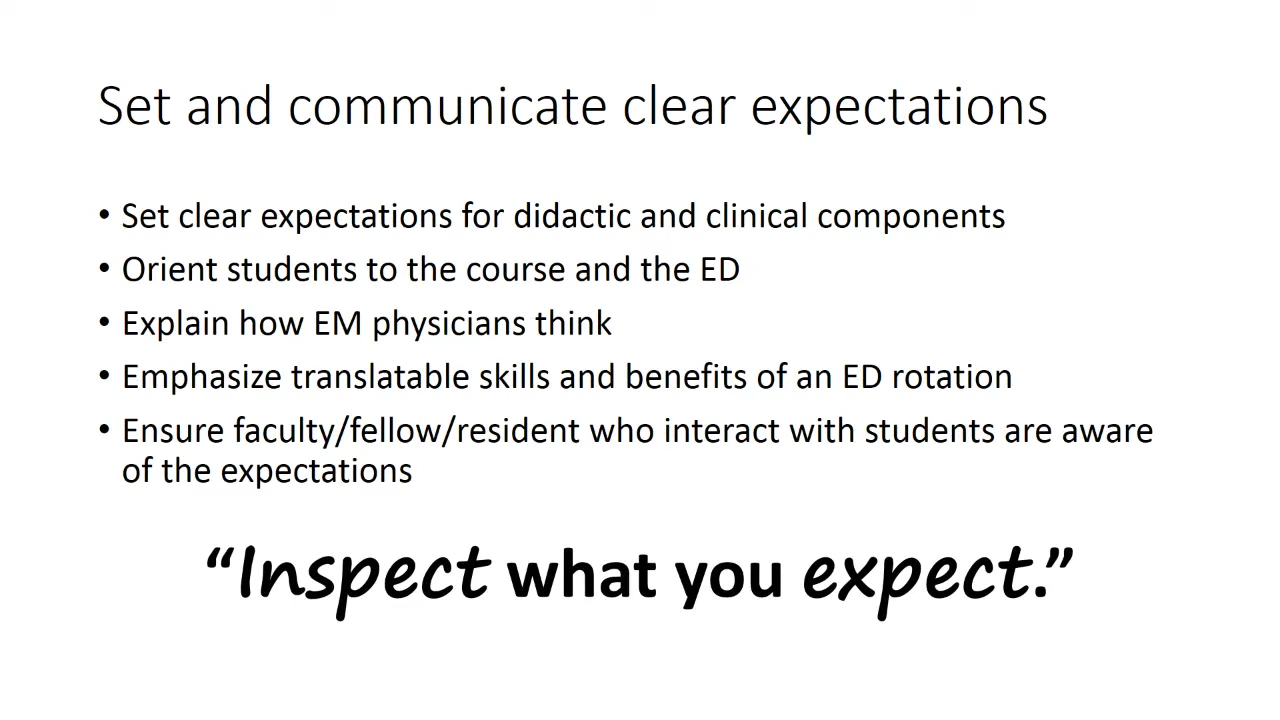 Set and communicate clear expectations
• Set clear expectations for didactic and clinical components
• Orient students to the course and the ED
• Explain how EM physicians think
• Emphasize translatable skills and benefits of an ED rotation
• Ensure faculty/fellow/resident who interact with students are aware
of the expectations
“Inspect what you expect.”